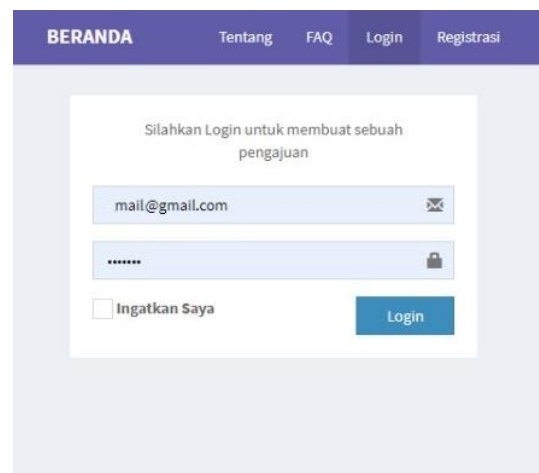 BERANDA Tentang FAQ Login Registrasi
Silahkan Login untuk membuat sebuah
pengajuan
mail@gmail.com
•••••••
Ingatkan Saya
Login